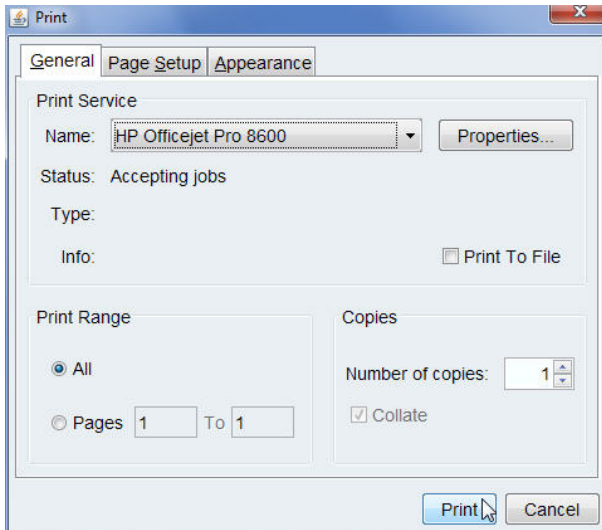 Print
General Page Setup Appearance
Print Service
Name: HP Officejet Pro 8600 Properties...
Status: Accepting jobs
Type:
Info: Print To File
Print Range Copies
All Number of copies: 1
Pages 1 To 1 Collate
Print Cancel